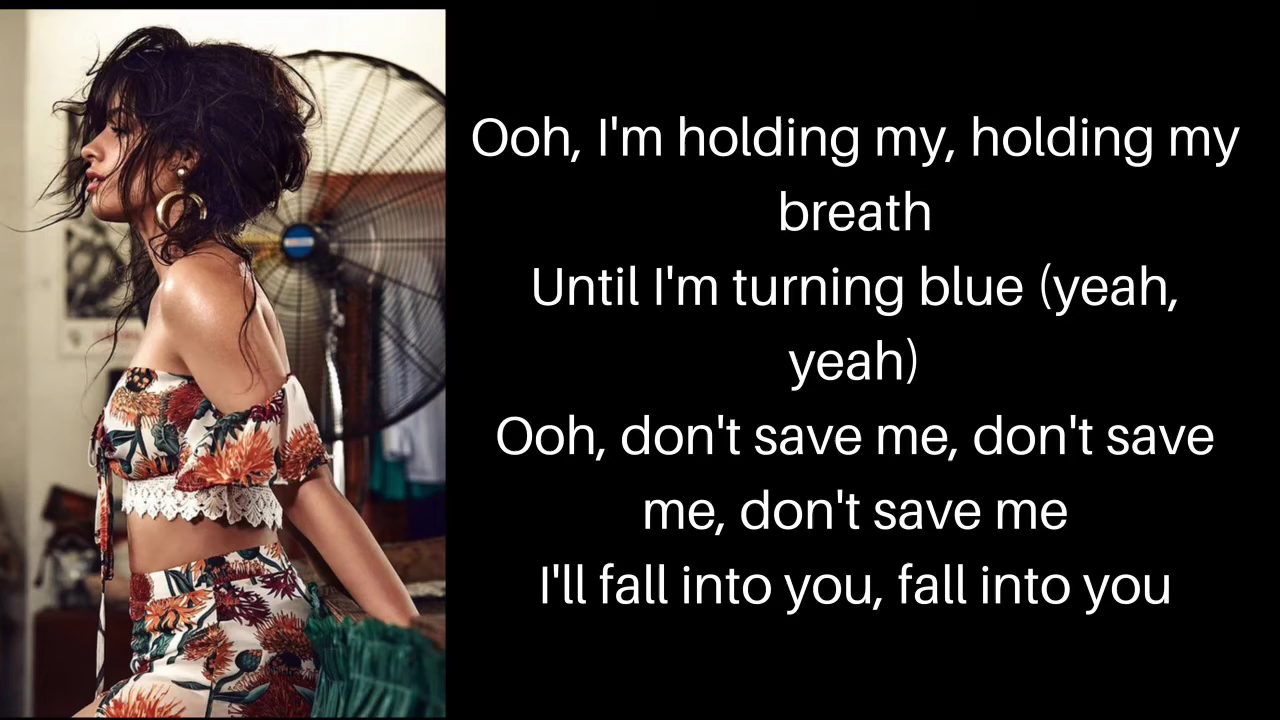 Ooh, I'm holding my, holding my
breath
Until I'm turning blue (yeah,
yeah)
Ooh, don't save me, don't save
me, don't save me
I'll fall into you, fall into you